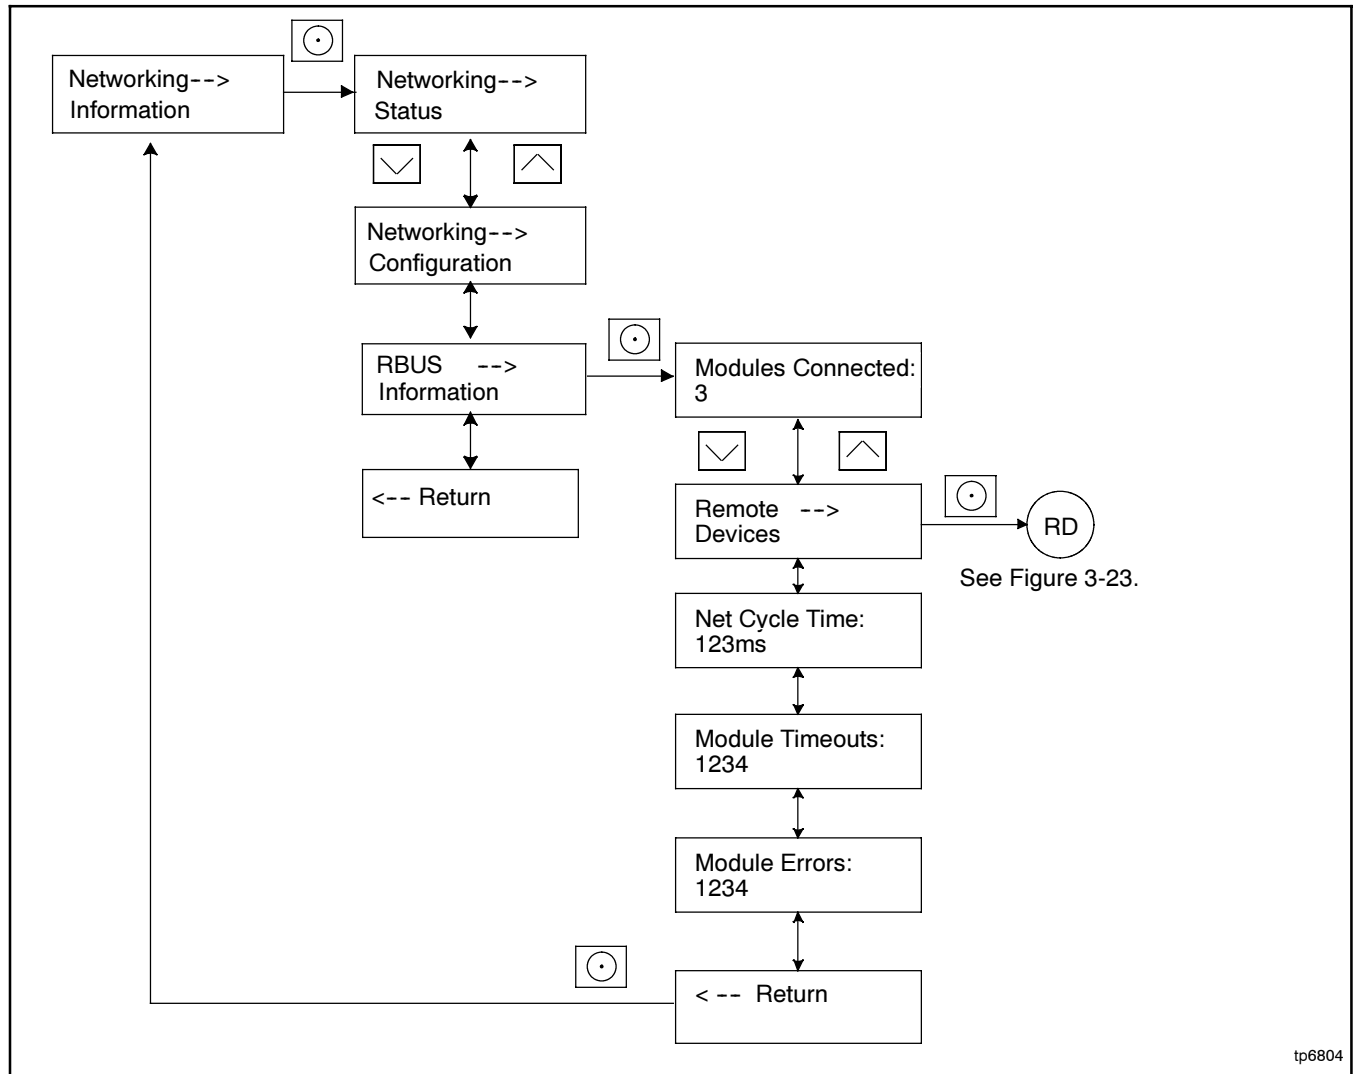 Networking-->
Information
Networking-->
Status
Networking-->
Configuration
RBUS -->
Information
<-- Return
Modules Connected:
3
Remote -->
Devices
RD
See Figure 3-23.
Net Cycle Time:
123ms
Module Timeouts:
1234
Module Errors:
1234
< -- Return
tp6804